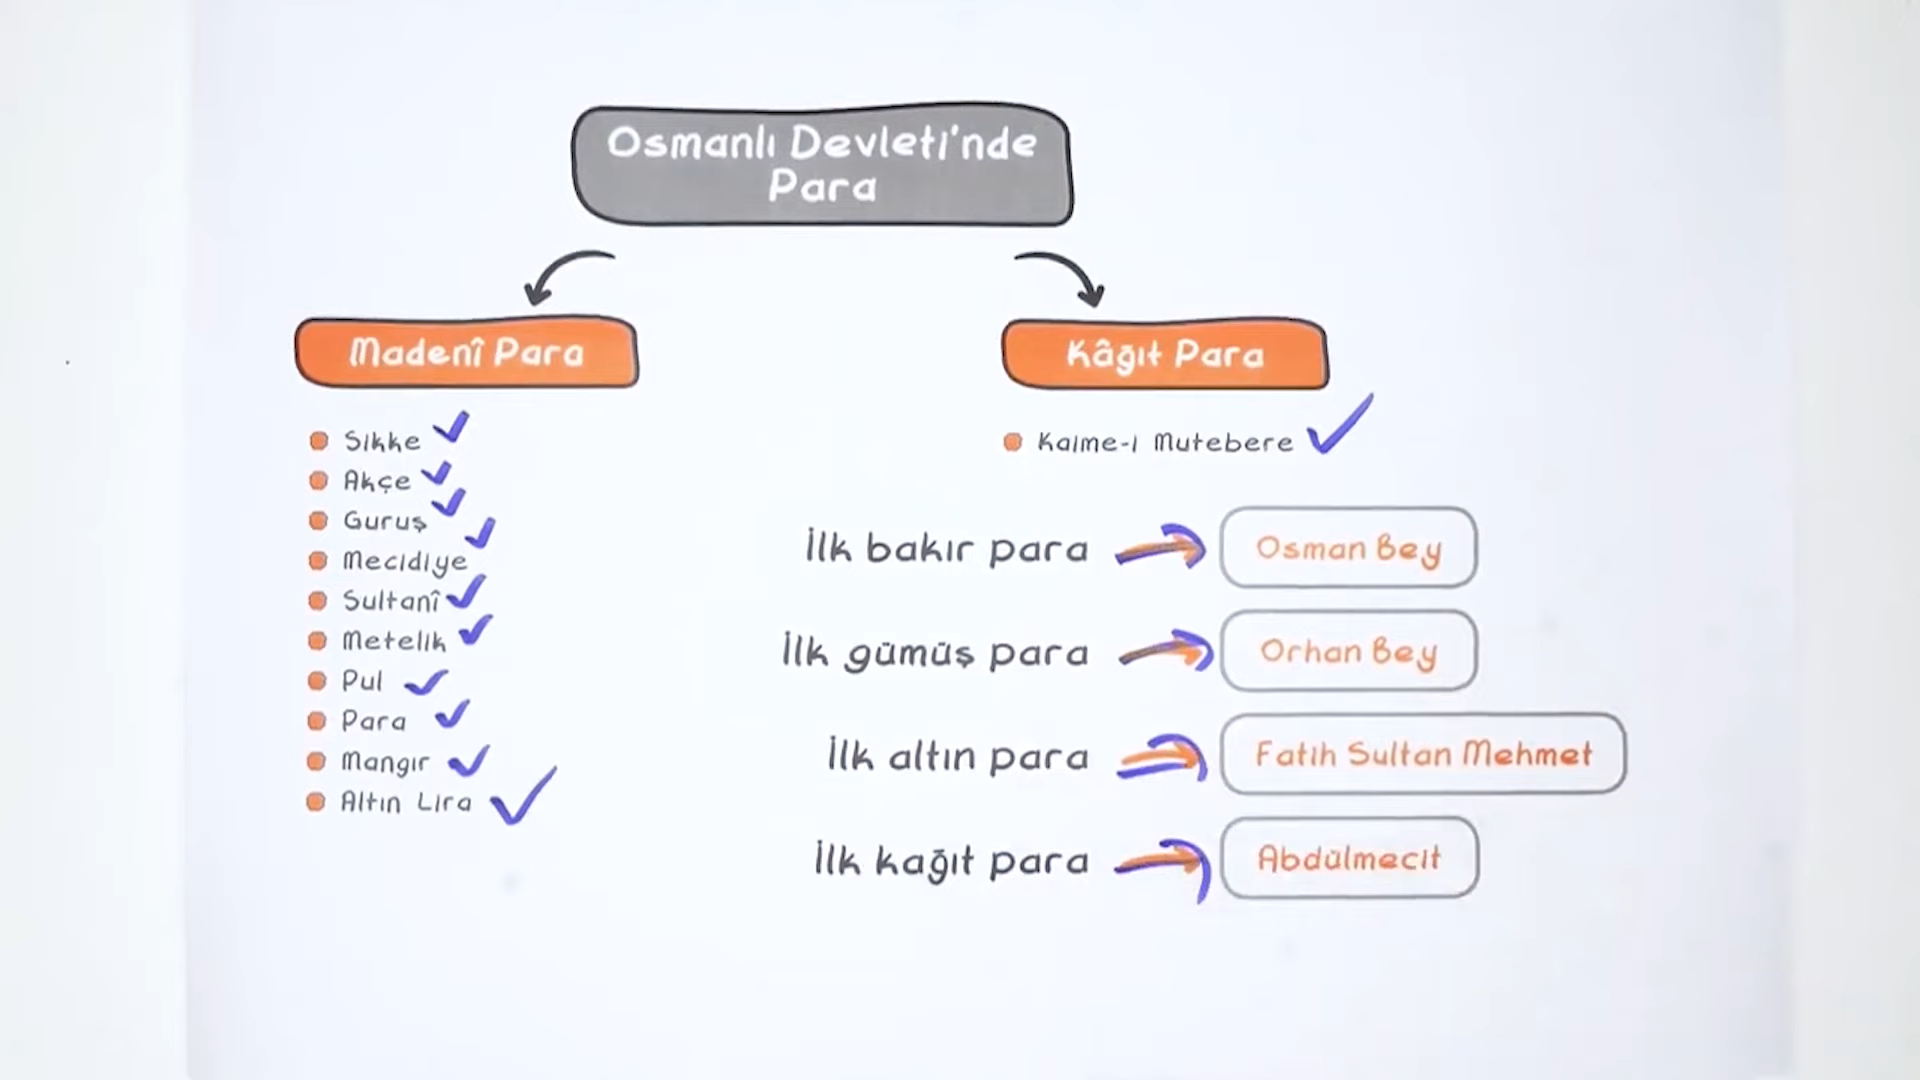 Osmanlı Devleti'nde
Para
Madenî Para
Sikke
Akçe
Guruş
Mecidiye
Sultanî
Metelik
Pul
Para
Mangır
Altın Lira
Kâğıt Para
Kaime-i Mutebere
İlk bakır para
Osman Bey
İlk gümüş para
Orhan Bey
İlk altın para
Fatih Sultan Mehmet
İlk kağıt para
Abdülmecit